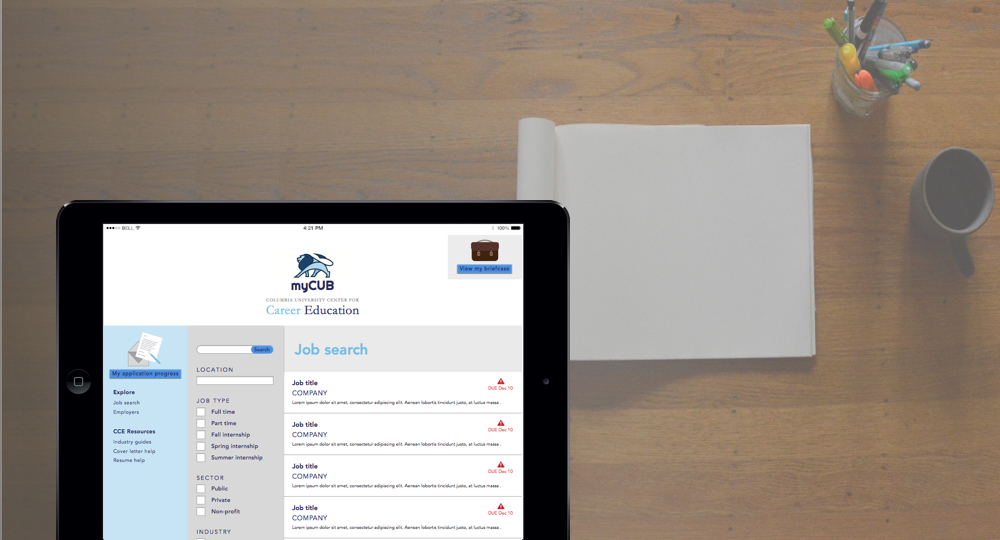 BELL
4:21 PM
100%
View my briefcase
myCUB
COLUMBIA UNIVERSITY CENTER FOR
Career Education
My application progress
Explore
Job search
Employers
CCE Resources
Industry guides
Cover letter help
Resume help
Search
LOCATION
JOB TYPE
Full time
Part time
Fall internship
Spring internship
Summer internship
SECTOR
Public
Private
Non-profit
INDUSTRY
Job search
Job title
COMPANY
Lorem ipsum dolor sit amet, consectetur adipiscing elit. Aenean lobortis tincidunt justo, at luctus massa .
DUE Dec 10
Job title
COMPANY
Lorem ipsum dolor sit amet, consectetur adipiscing elit. Aenean lobortis tincidunt justo, at luctus massa .
DUE Dec 10
Job title
COMPANY
Lorem ipsum dolor sit amet, consectetur adipiscing elit. Aenean lobortis tincidunt justo, at luctus massa .
DUE Dec 10
Job title
COMPANY
Lorem ipsum dolor sit amet, consectetur adipiscing elit. Aenean lobortis tincidunt justo, at luctus massa .
DUE Dec 10